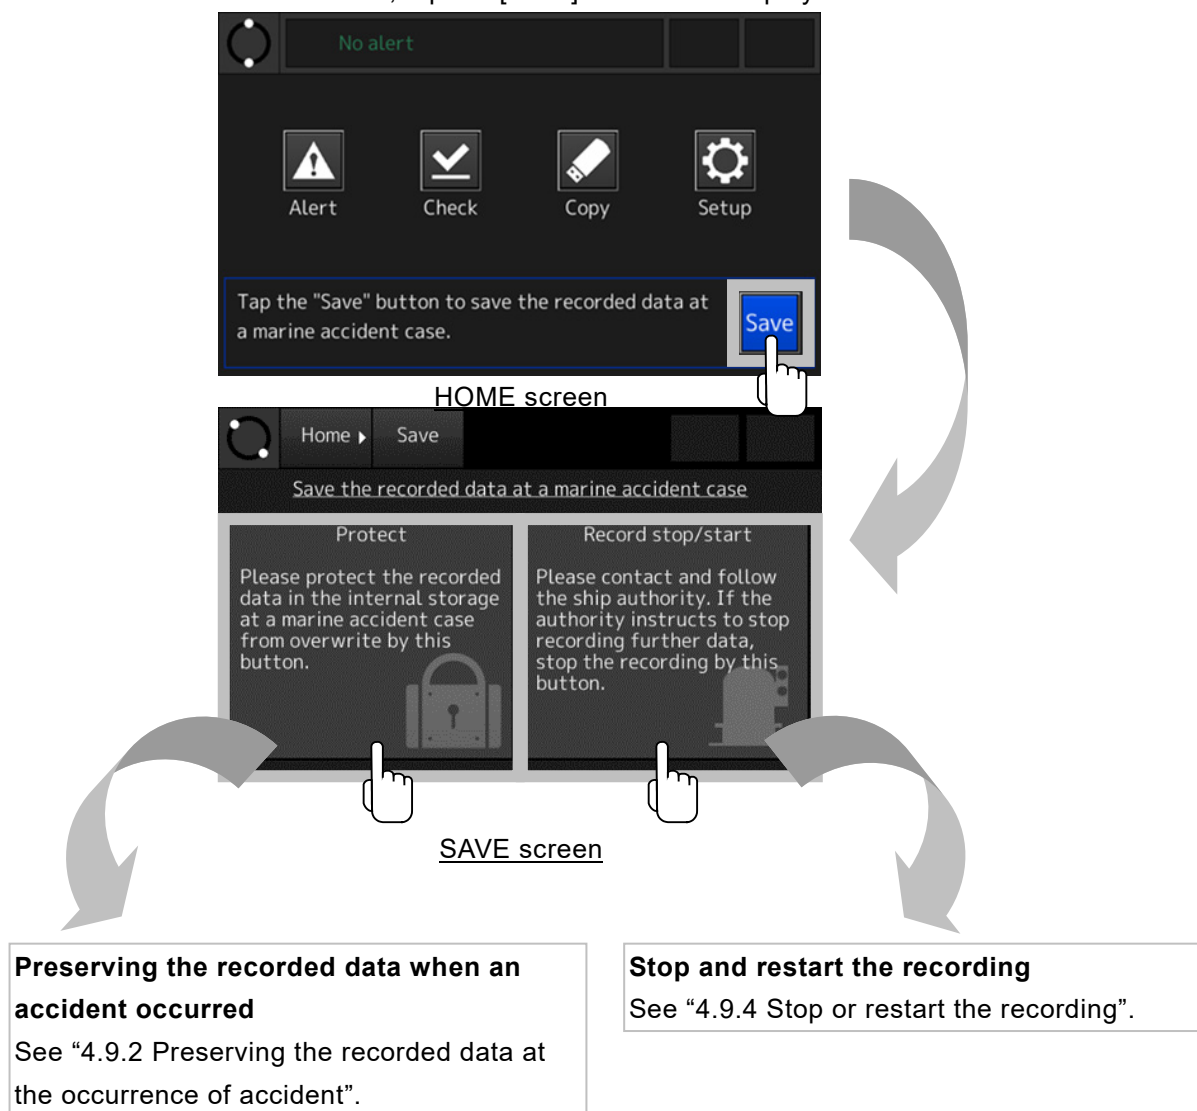 No alert
Alert Check Copy Setup
Tap the "Save" button to save the recorded data at
a marine accident case.
Save
HOME screen
Home Save
Save the recorded data at a marine accident case
Protect
Please protect the recorded
data in the internal storage
at a marine accident case
from overwrite by this
button.
Record stop/start
Please contact and follow
the ship authority. If the
authority instructs to stop
recording further data,
stop the recording by this
button.
SAVE screen
Preserving the recorded data when an
accident occurred
See “4.9.2 Preserving the recorded data at
the occurrence of accident”.
Stop and restart the recording
See “4.9.4 Stop or restart the recording”.